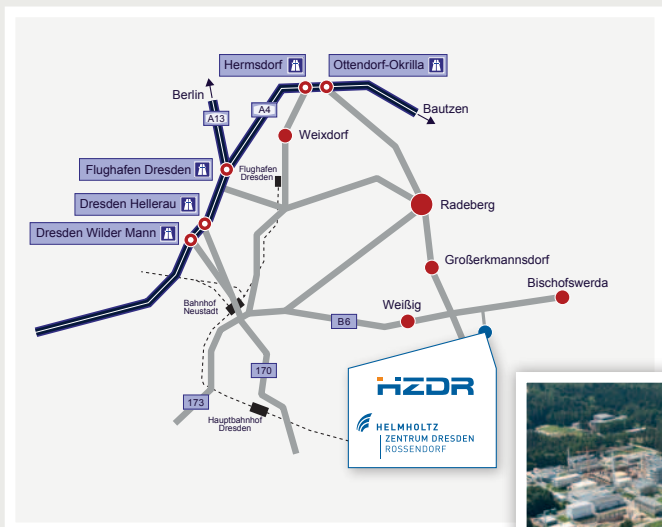 Hermsdorf
Ottendorf-Okrilla
Berlin
A4
A13
Bautzen
Weixdorf
Flughafen Dresden
Flughafen
Dresden
Dresden Hellerau
Radeberg
Dresden Wilder Mann
Großerkmannsdorf
Bischofswerda
Bahnhof
Neustadt
Weißig
B6
170
173
Hauptbahnhof
Dresden
HZDR
HELMHOLTZ
ZENTRUM DRESDEN
ROSSENDORF